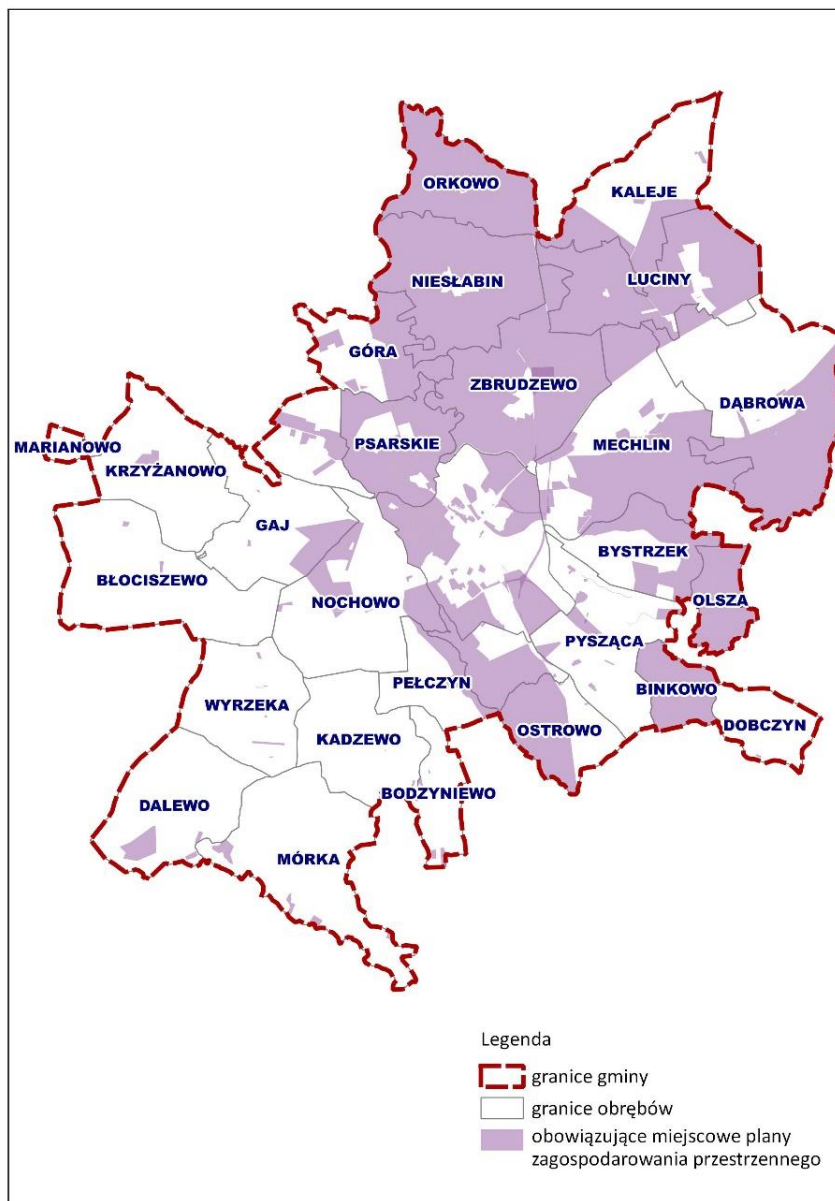 ORKOWO
KALEJE
NIESŁABIN
LUCINY
GÓRA
ZBRUDZEWO
DĄBROWA
MARIANOWO
KRZYŻANOWO
PSARSKIE
MECHLIN
GAJ
BŁOCISZEWO
BYSTRZEK
NOCHOWO
OLSZA
PYSZĄCA
WYRZEKA
PEŁCZYN
BINKOWO
KADZEWO
OSTROWO
DOBCZYN
DALEWO
BODZYNIEWO
MÓRKA
Legenda
granice gminy
granice obrębów
obowiązujące miejscowe plany
zagospodarowania przestrzennego